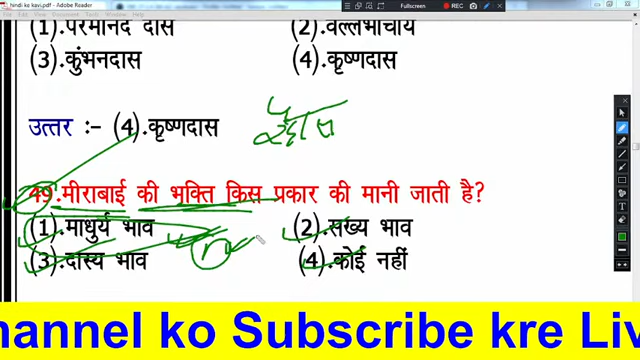 hindi ke kavi.pdf - Adobe Reader
Fullscreen
REC
(1).परमानंद दास (2).वल्लभाचार्य
(3).कुंभनदास (4).कृष्णदास
उत्तर :- (4).कृष्णदास
49.मीराबाई की भक्ति किस प्रकार की मानी जाती है?
(1).माधुर्य भाव (2).सख्य भाव
(3).दास्य भाव (4).कोई नहीं
hannel ko Subscribe kre Liv